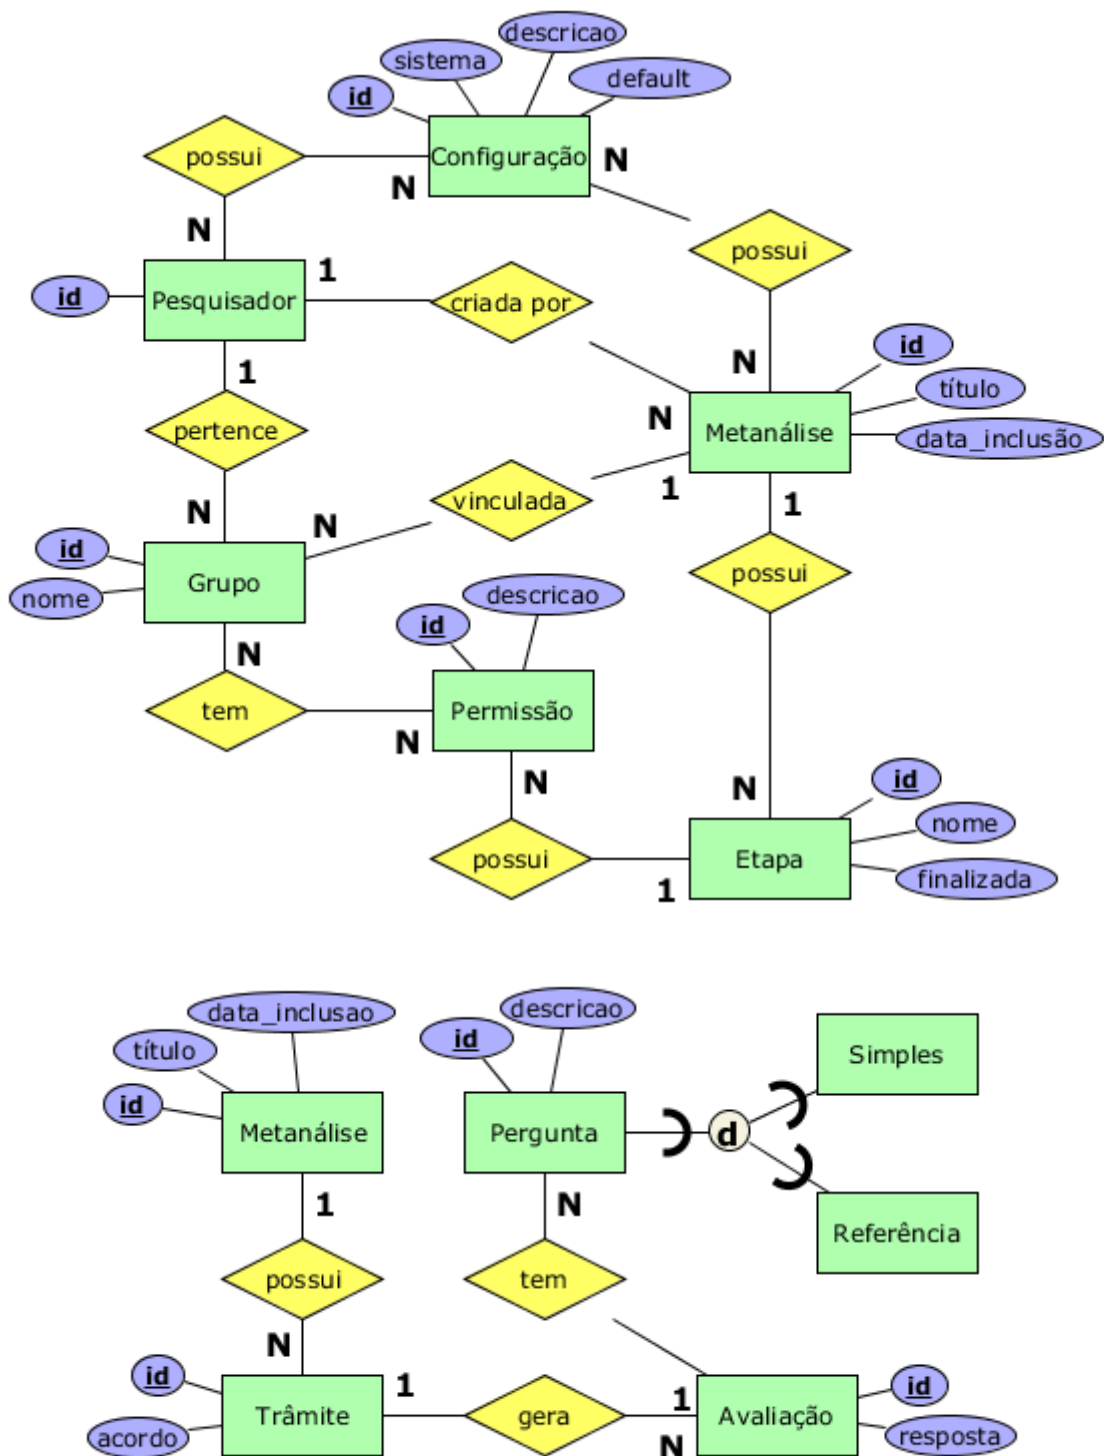 descricao
sistema
default
id
possui
Configuração
N
N
N
possui
1
id
Pesquisador
criada por
id
N
título
1
N
Metanálise
data_inclusão
pertence
1
1
vinculada
N
N
id
possui
Grupo
nome
descricao
id
N
tem
Permissão
N
N
N
id
nome
possui
Etapa
1
finalizada
data_inclusao
descricao
título
id
Simples
id
Metanálise
Pergunta
d
1
N
Referência
possui
tem
N
id
1
id
Trâmite
gera
1
Avaliação
acordo
N
resposta